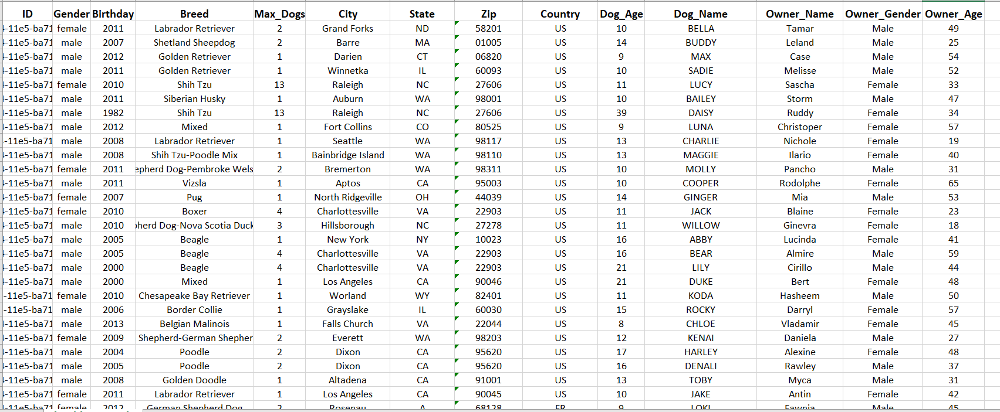 ID Gender Birthday Breed Max_Dogs City State Zip Country Dog_Age Dog_Name Owner_Name Owner_Gender Owner_Age
-11e5-ba71 female 2011 Labrador Retriever 2 Grand Forks ND 58201 US 10 BELLA Tamar Male 49
-11e5-ba71 male 2007 Shetland Sheepdog 2 Barre MA 01005 US 14 BUDDY Leland Male 25
-11e5-ba71 male 2012 Golden Retriever 1 Darien CT 06820 US 9 MAX Case Male 54
-11e5-ba71 male 2011 Golden Retriever 1 Winnetka IL 60093 US 10 SADIE Melisse Male 52
-11e5-ba71 female 2010 Shih Tzu 13 Raleigh NC 27606 US 11 LUCY Sascha Female 33
-11e5-ba71 male 2011 Siberian Husky 1 Auburn WA 98001 US 10 BAILEY Storm Male 47
-11e5-ba71 male 1982 Shih Tzu 13 Raleigh NC 27606 US 39 DAISY Ruddy Female 34
-11e5-ba71 male 2012 Mixed 1 Fort Collins CO 80525 US 9 LUNA Christoper Female 57
-11e5-ba71 male 2008 Labrador Retriever 1 Seattle WA 98117 US 13 CHARLIE Nichole Female 19
-11e5-ba71 male 2008 Shih Tzu-Poodle Mix 1 Bainbridge Island WA 98110 US 13 MAGGIE Ilario Female 40
-11e5-ba71 female 2011 epherd Dog-Pembroke Wels 2 Bremerton WA 98311 US 10 MOLLY Pancho Male 31
-11e5-ba71 male 2011 Vizsla 1 Aptos CA 95003 US 10 COOPER Rodolphe Female 65
-11e5-ba71 female 2007 Pug 1 North Ridgeville OH 44039 US 14 GINGER Mia Male 53
-11e5-ba71 female 2010 Boxer 4 Charlottesville VA 22903 US 11 JACK Blaine Female 23
-11e5-ba71 male 2010 herd Dog-Nova Scotia Duck 3 Hillsborough NC 27278 US 11 WILLOW Ginevra Female 18
-11e5-ba71 male 2005 Beagle 1 New York NY 10023 US 16 ABBY Lucinda Female 41
-11e5-ba71 male 2005 Beagle 4 Charlottesville VA 22903 US 16 BEAR Almire Male 59
-11e5-ba71 male 2000 Beagle 4 Charlottesville VA 22903 US 21 LILY Cirillo Male 44
-11e5-ba71 male 2000 Mixed 1 Los Angeles CA 90046 US 21 DUKE Bert Female 48
-11e5-ba71 female 2010 Chesapeake Bay Retriever 1 Worland WY 82401 US 11 KODA Hasheem Male 50
-11e5-ba71 male 2006 Border Collie 1 Grayslake IL 60030 US 15 ROCKY Darryl Female 57
-11e5-ba71 male 2013 Belgian Malinois 1 Falls Church VA 22044 US 8 CHLOE Vladamir Female 45
-11e5-ba71 female 2009 Shepherd-German Shepher 2 Everett WA 98203 US 12 KENAI Daniela Male 27
-11e5-ba71 male 2004 Poodle 2 Dixon CA 95620 US 17 HARLEY Alexine Female 48
-11e5-ba71 male 2005 Poodle 2 Dixon CA 95620 US 16 DENALI Rawley Male 37
-11e5-ba71 male 2008 Golden Doodle 1 Altadena CA 91001 US 13 TOBY Myca Male 31
-11e5-ba71 female 2011 Labrador Retriever 1 Los Angeles CA 90045 US 10 JAKE Antin Female 42
-11e5-ba71 female 2012 German Shepherd Dog 2 Rosenau A 68128 FR 9 LOKI Fawnia Male 45